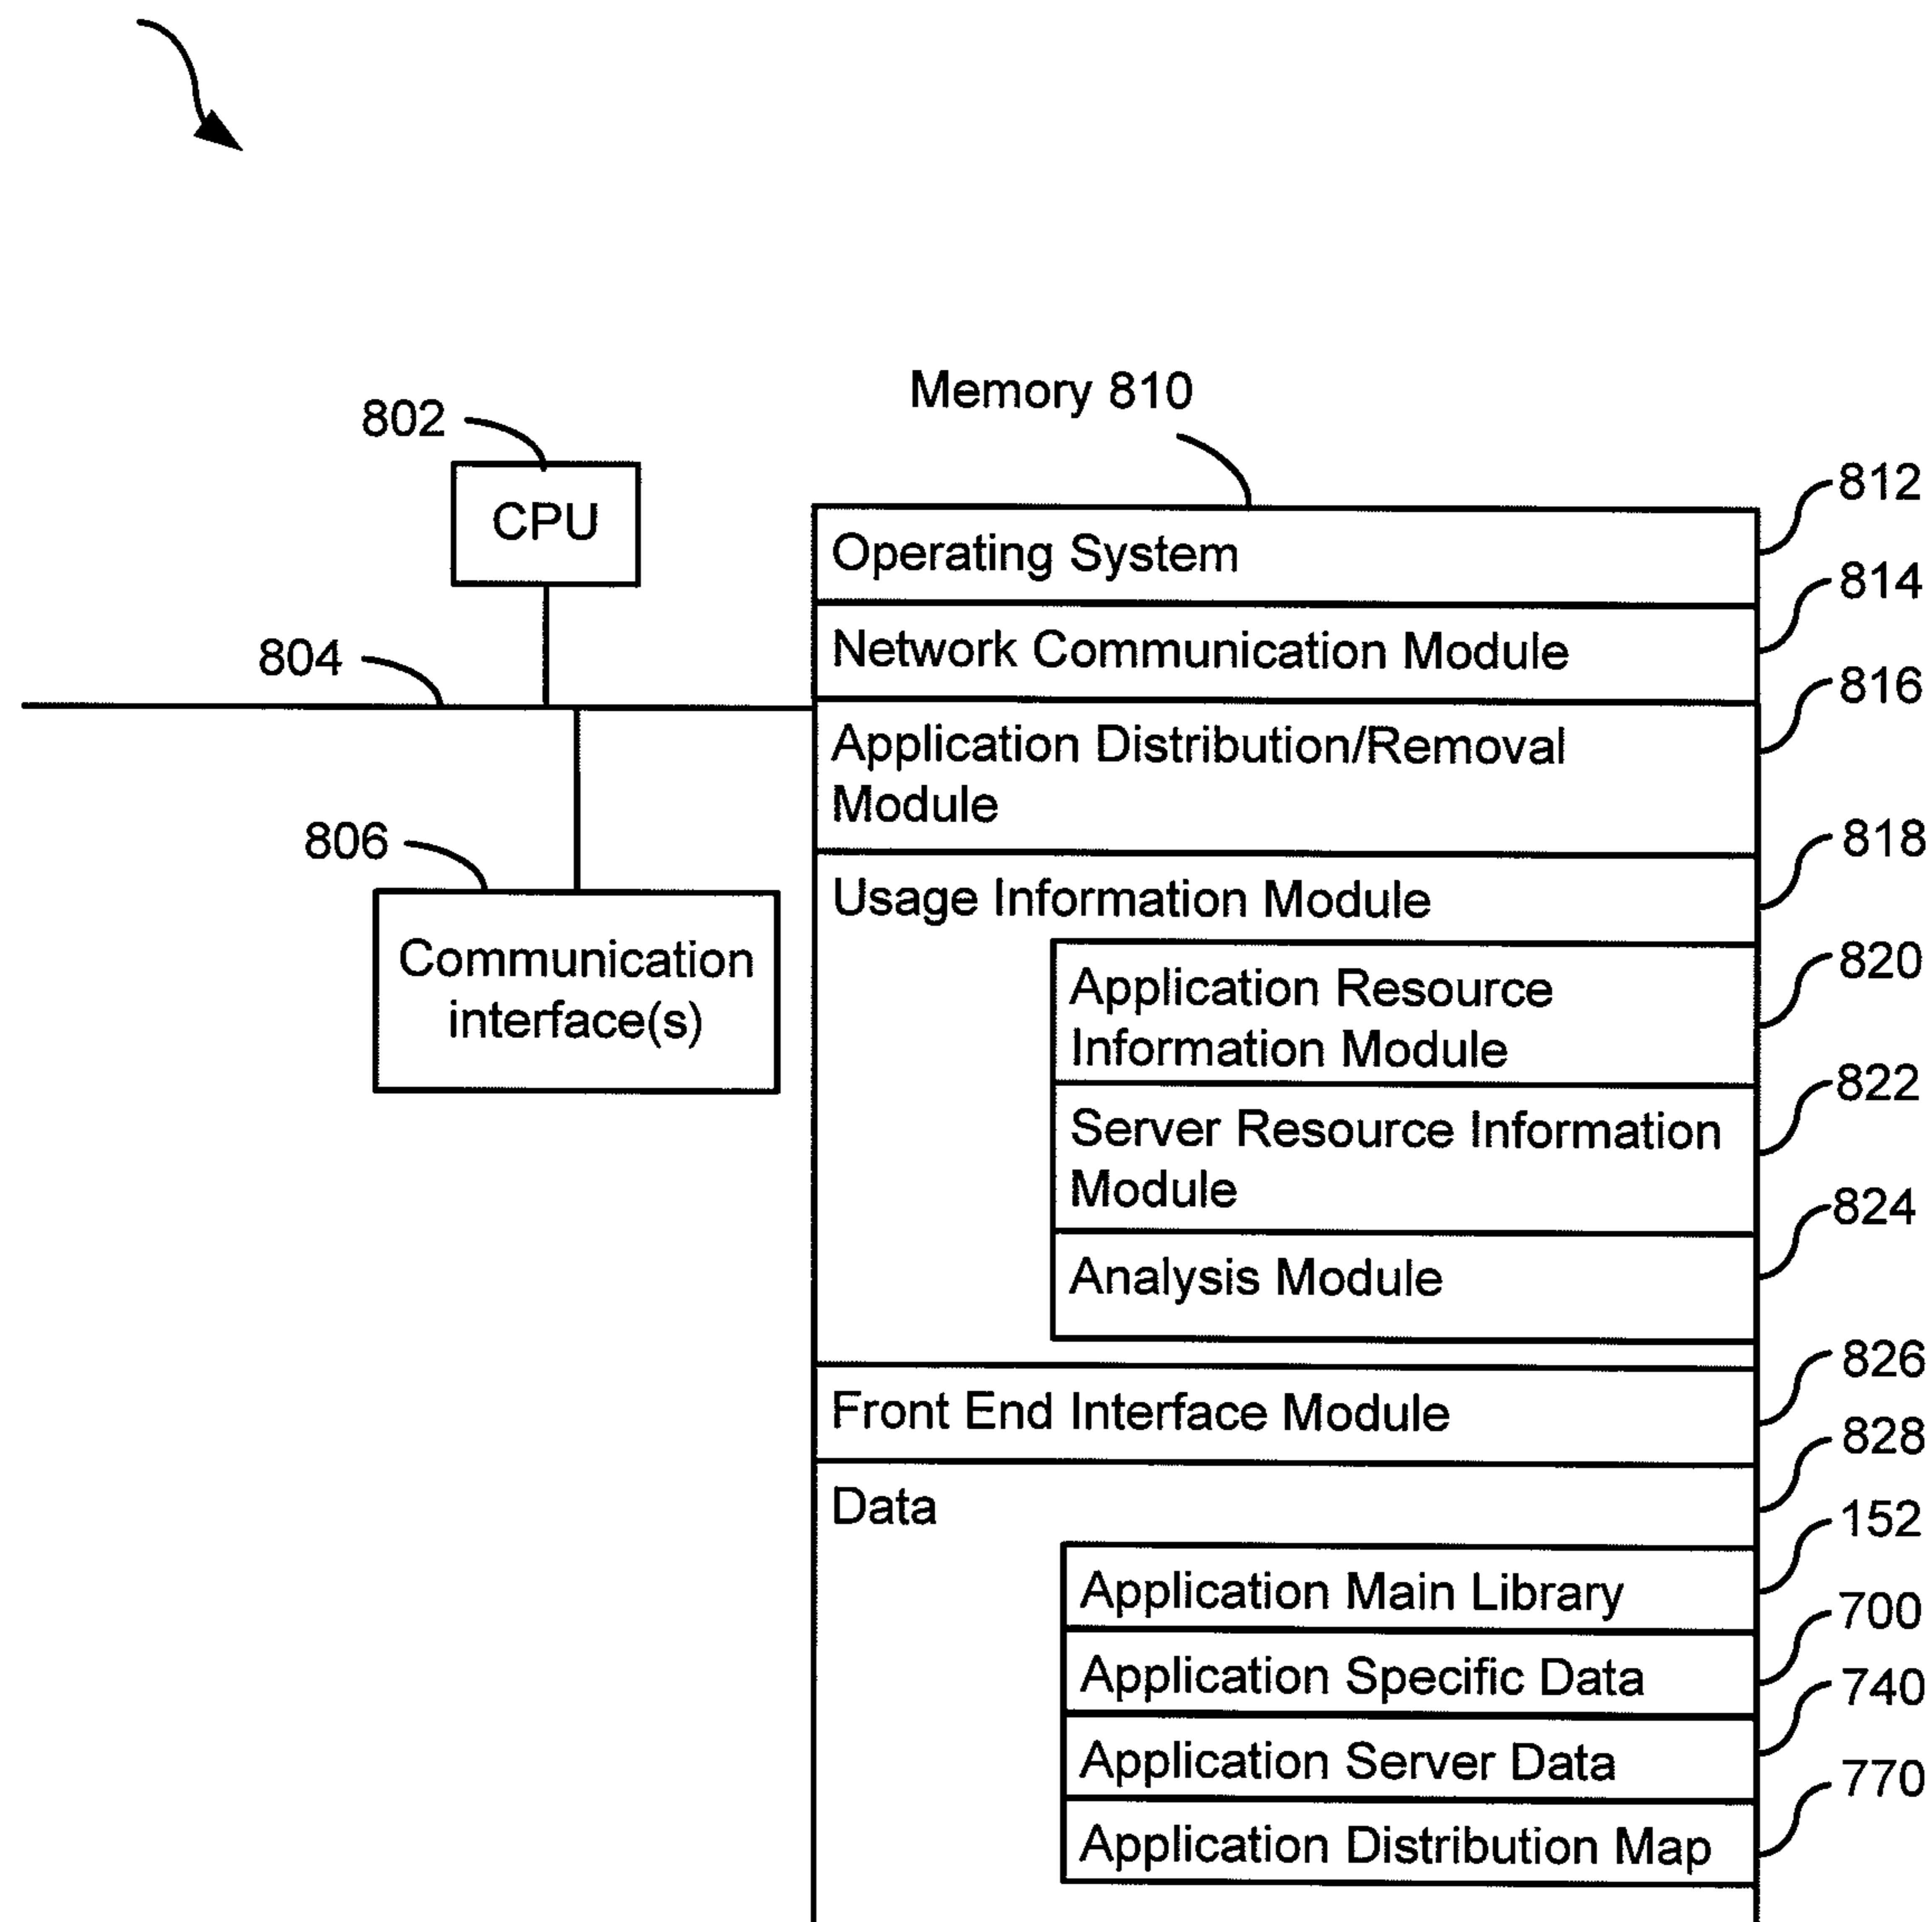 Memory 810
802
CPU
812
Operating System
814
Network Communication Module
804
816
Application Distribution/Removal
Module
806
818
Usage Information Module
Communication
interface(s)
820
Application Resource
Information Module
822
Server Resource Information
Module
824
Analysis Module
826
Front End Interface Module
828
Data
152
Application Main Library
700
Application Specific Data
740
Application Server Data
770
Application Distribution Map